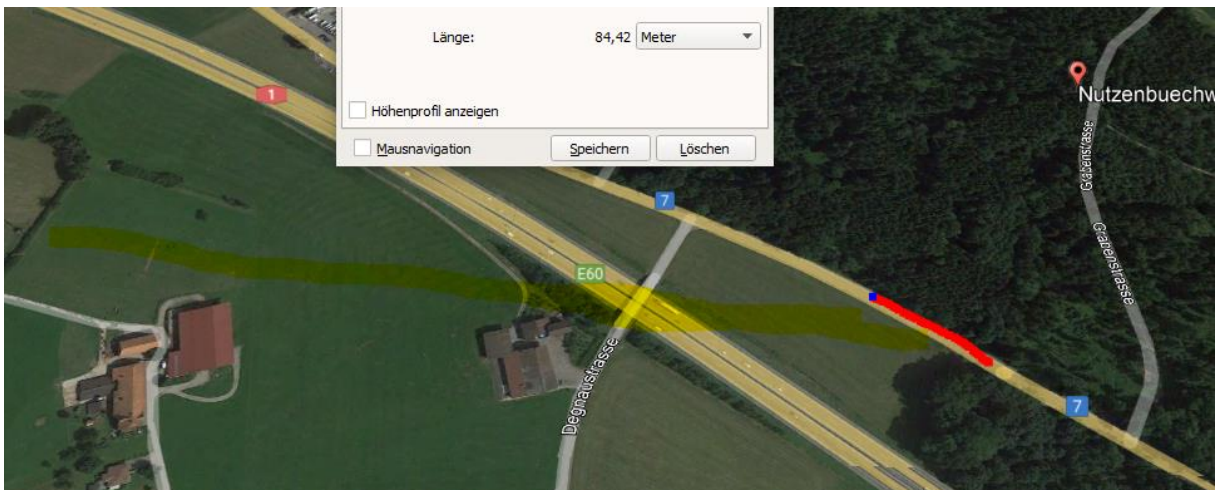 Länge: 84,42 Meter
1
Höhenprofil anzeigen
Mausnavigation Speichern Löschen
Nutzenbuechw
Grabenstrasse
7
Grabenstrasse
E60
Degnaustrasse
7